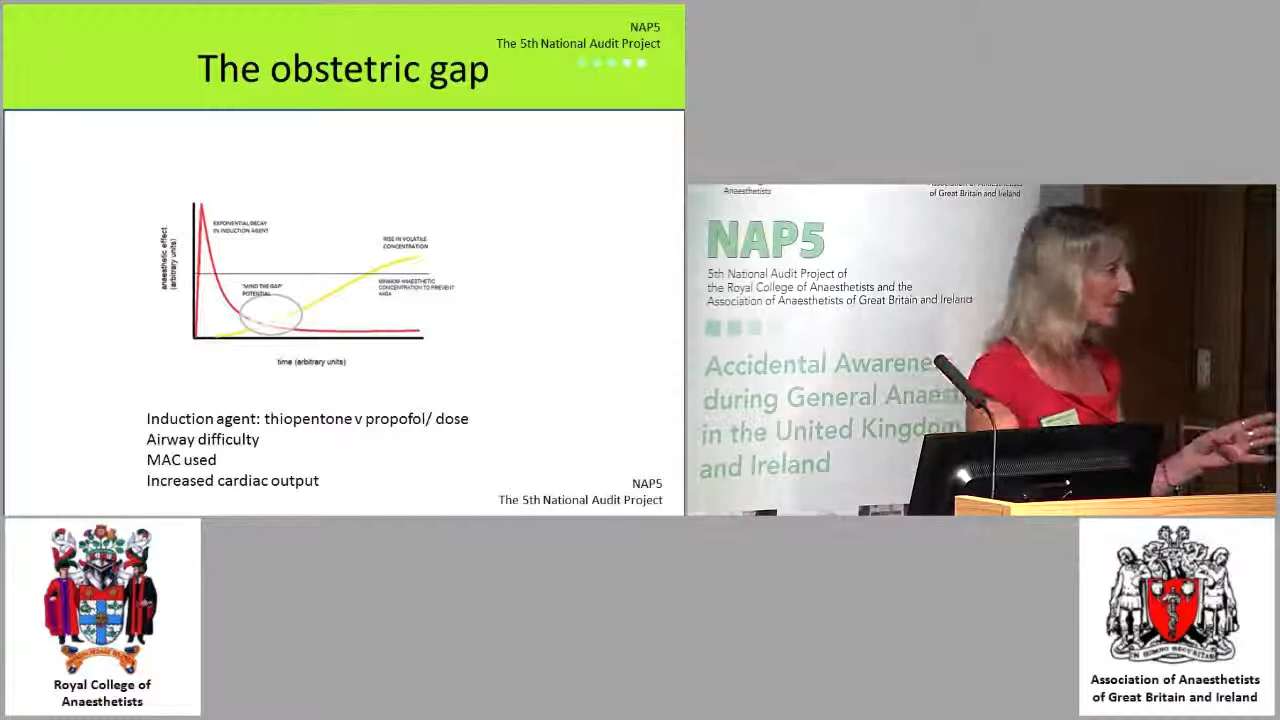 NAP5
The 5th National Audit Project
The obstetric gap
anaesthetic effect
(arbitrary units)
EXPONENTIAL DECAY
IN INDUCTION AGENT
RISE IN VOLATILE
CONCENTRATION
"MIND THE GAP"
POTENTIAL
MINIMUM ANAESTHETIC
CONCENTRATION TO PREVENT
AAGA
time (arbitrary units)
Induction agent: thiopentone v propofol/ dose
Airway difficulty
MAC used
Increased cardiac output
NAP5
The 5th National Audit Project
Anaesthetists
of Great Britain and Ireland
NAP5
5th National Audit Project of
the Royal College of Anaesthetists and the
Association of Anaesthetists of Great Britain and Ireland
Accidental Awarene
during General Anaest
in the United Kingdom
and Ireland
Royal College of
Anaesthetists
Association of Anaesthetists
of Great Britain and Ireland